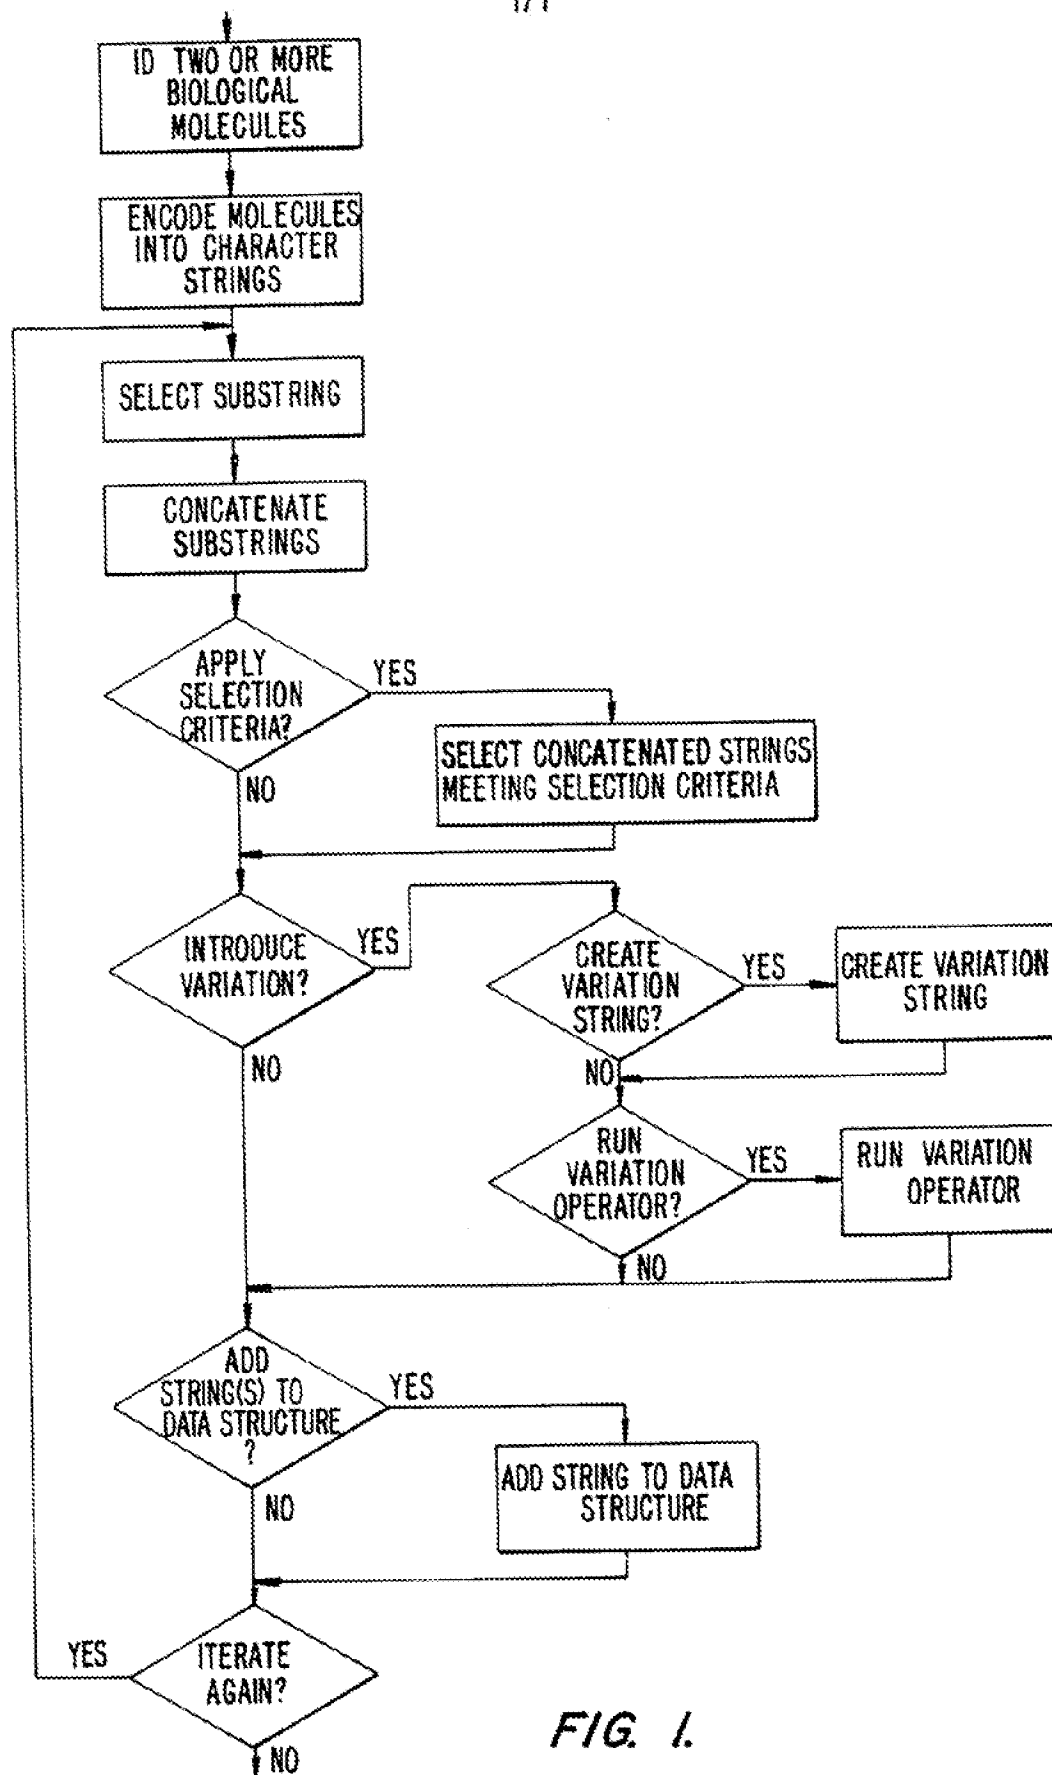 ID TWO OR MORE
BIOLOGICAL
MOLECULES
ENCODE MOLECULES
INTO CHARACTER
STRINGS
SELECT SUBSTRING
CONCATENATE
SUBSTRINGS
APPLY
SELECTION
CRITERIA?
YES
SELECT CONCATENATED STRINGS
MEETING SELECTION CRITERIA
NO
INTRODUCE
VARIATION?
YES
CREATE
VARIATION
STRING?
YES
CREATE VARIATION
STRING
NO
NO
RUN
VARIATION
OPERATOR?
YES
RUN VARIATION
OPERATOR
NO
ADD
STRING(S) TO
DATA STRUCTURE
?
YES
ADD STRING TO DATA
STRUCTURE
NO
ITERATE
AGAIN?
YES
NO
FIG. 1.